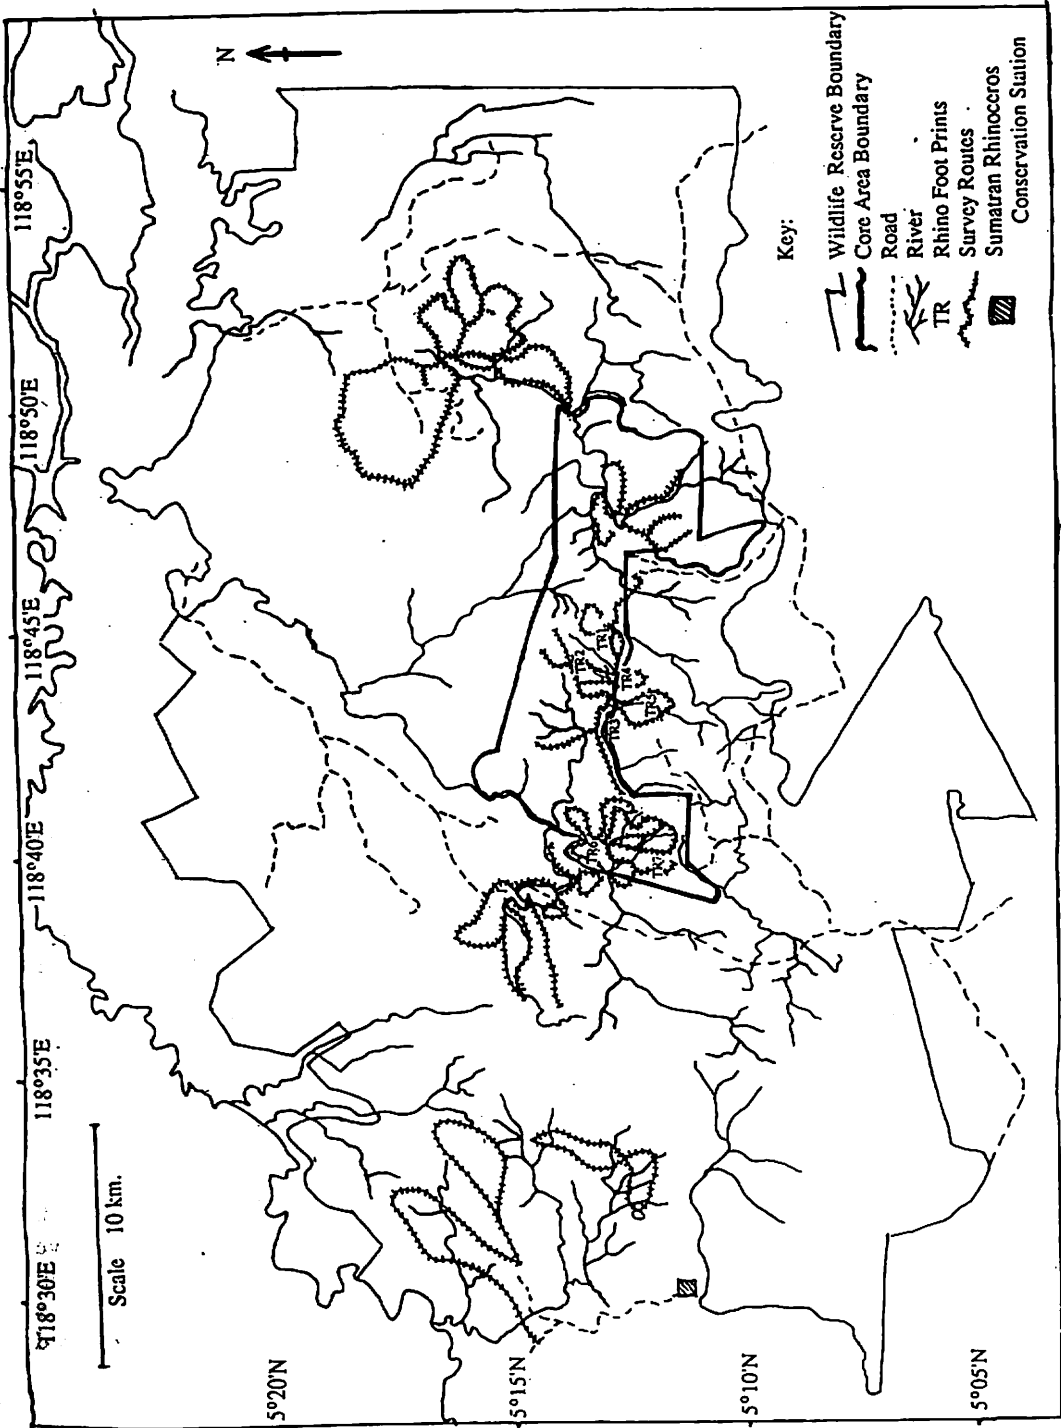 118°30'E
118°35'E
118°40'E
118°45'E
118°50'E
118°55'E
Scale 10 km.
N
5°20'N
5°15'N
5°10'N
5°05'N
TR1
TR2
TR3
TR4
TR5
TR6
TR7
Key:
Wildlife Reserve Boundary
Core Area Boundary
Road
River
TR Rhino Foot Prints
Survey Routes
Sumatran Rhinoceros
Conservation Station